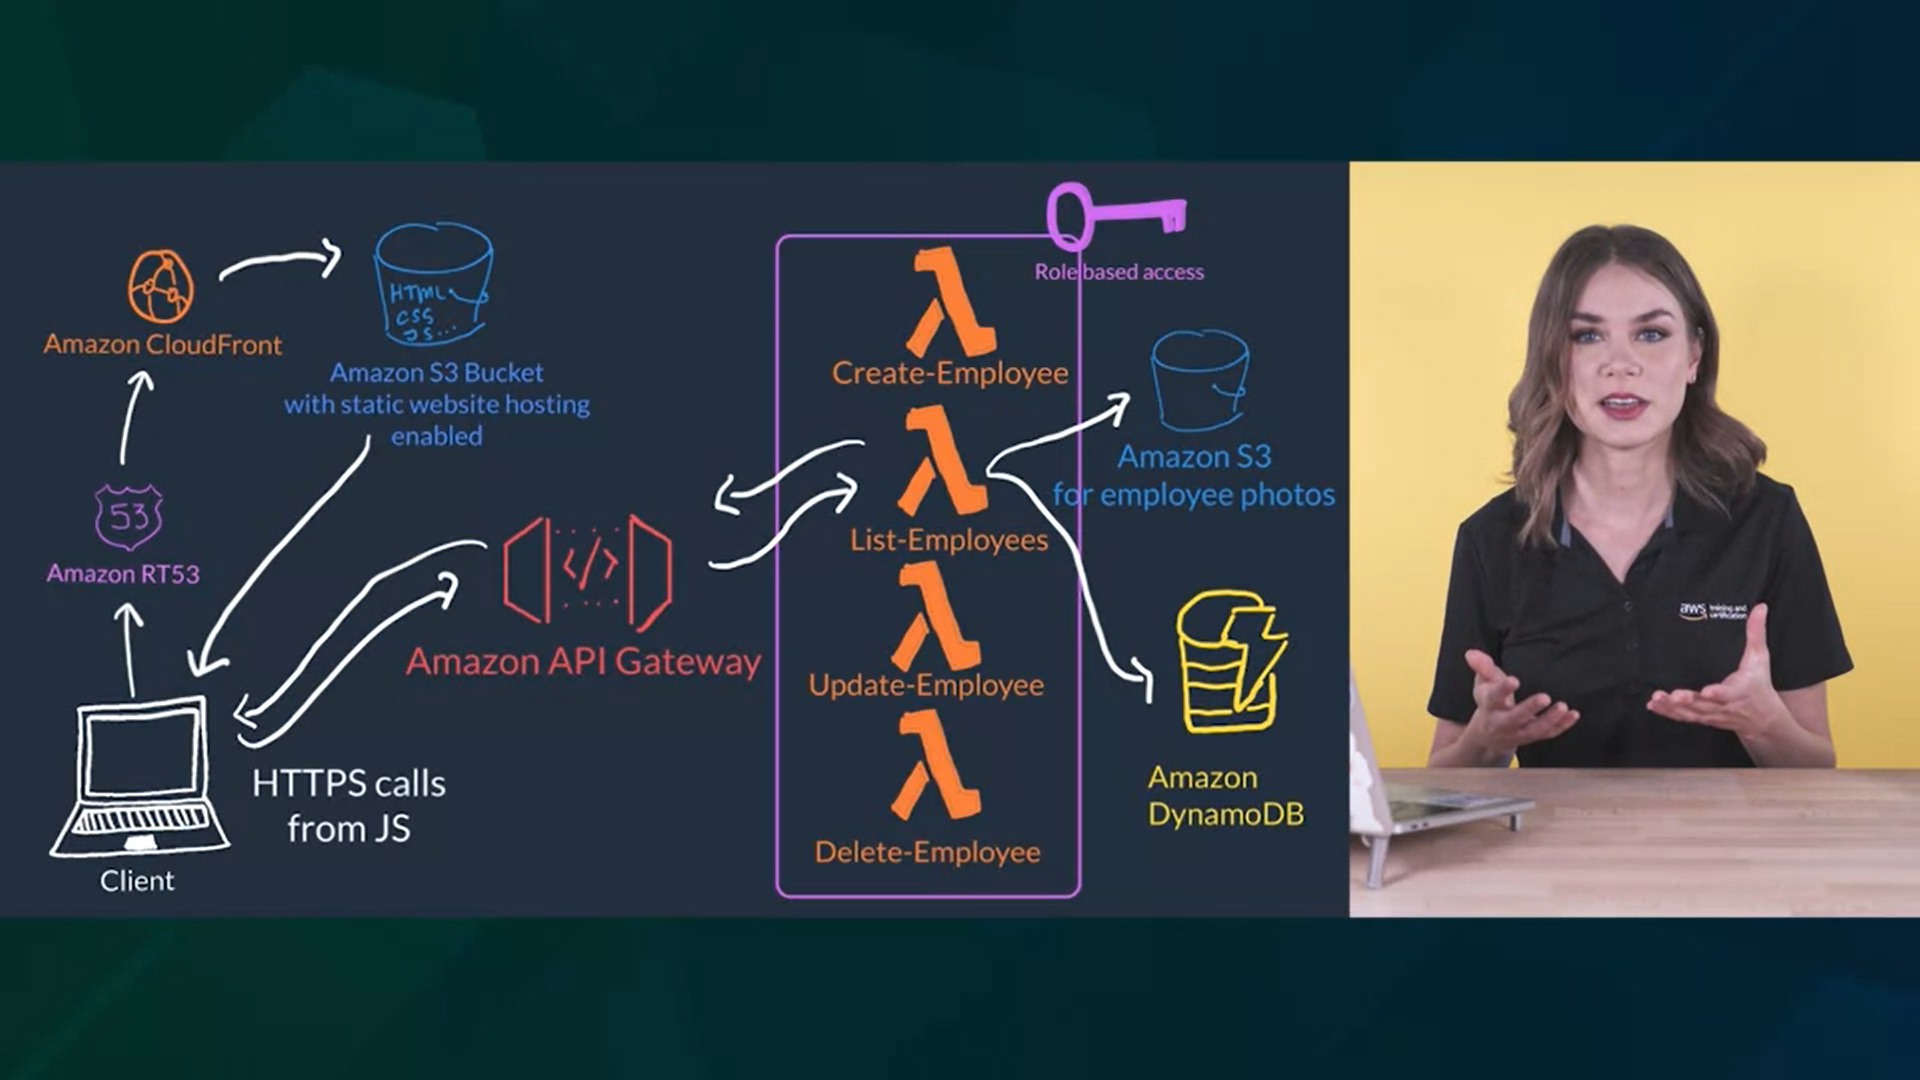 Role based access
HTML
CSS
JS...
Amazon CloudFront
Amazon S3 Bucket
with static website hosting
enabled
Create-Employee
Amazon S3
for employee photos
53
Amazon RT53
List-Employees
</>
Amazon API Gateway
Update-Employee
aws training and
certification
HTTPS calls
from JS
Amazon
DynamoDB
Delete-Employee
Client